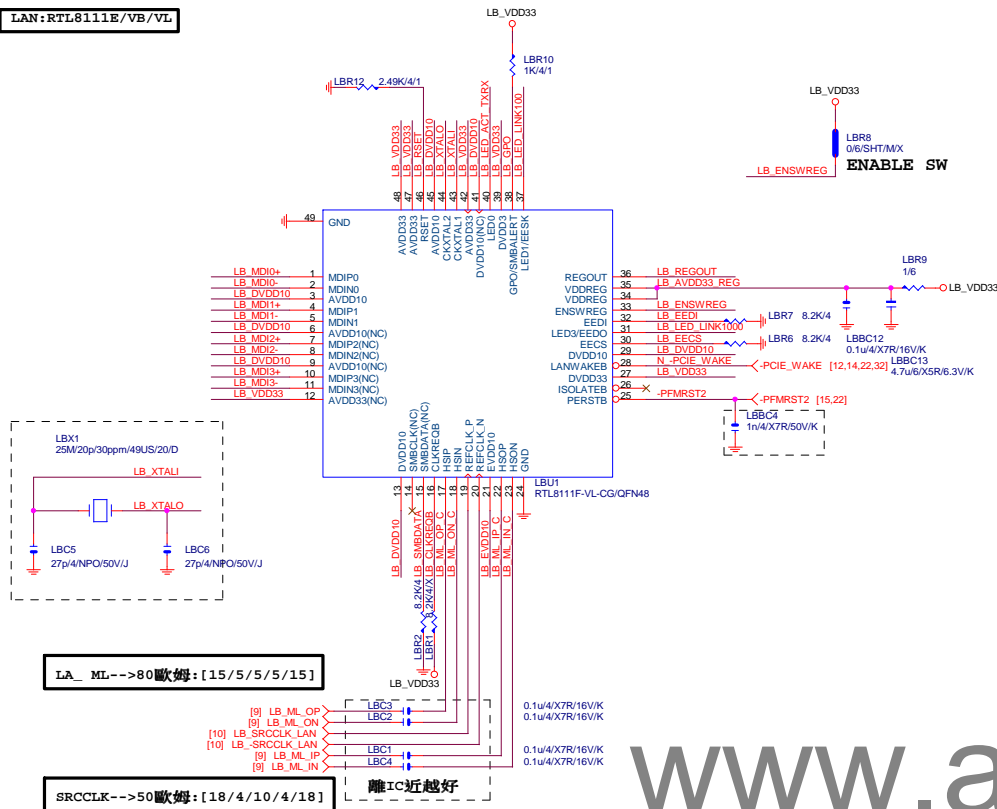 LAN:RTL8111E/VB/VL
LB_VDD33
LBR10
1K/4/1
LBR12 2.49K/4/1
LB_VDD33
LBR8
0/6/SHT/M/X
ENABLE SW
LB_ENSWREG
LB_VDD33
LB_VDD33
LB_RSET
LB_DVDD10
LB_XTALO
LB_XTALI
LB_VDD33
LB_DVDD10
LB_LED_ACT_TXRX
LB_VDD33
LB_GPO
LB_LED_LINK100
48
47
46
45
44
43
42
41
40
39
38
37
AVDD33
AVDD33
RSET
AVDD10
CKXTAL2
CKXTAL1
AVDD33
DVDD10(NC)
LED0
DVDD3
GPO/SMBALERT
LED1/EESK
49 GND
LB_MDI0+ 1 MDIP0
LB_MDI0- 2 MDIN0
LB_DVDD10 3 AVDD10
LB_MDI1+ 4 MDIP1
LB_MDI1- 5 MDIN1
LB_DVDD10 6 AVDD10(NC)
LB_MDI2+ 7 MDIP2(NC)
LB_MDI2- 8 MDIN2(NC)
LB_DVDD10 9 AVDD10(NC)
LB_MDI3+ 10 MDIP3(NC)
LB_MDI3- 11 MDIN3(NC)
LB_VDD33 12 AVDD33(NC)
REGOUT 36 LB_REGOUT
VDDREG 35 LB_AVDD33_REG
VDDREG 34
ENSWREG 33 LB_ENSWREG
EEDI 32 LB_EEDI
LED3/EEDO 31 LB_LED_LINK1000
EECS 30 LB_EECS
DVDD10 29 LB_DVDD10
LANWAKEB 28 N_-PCIE_WAKE
DVDD33 27 LB_VDD33
ISOLATEB 26
PERSTB 25 -PFMRST2
LBR9
1/6
LB_VDD33
LBR7 8.2K/4
LBR6 8.2K/4
LBBC12
0.1u/4/X7R/16V/K
LBBC13
4.7u/6/X5R/6.3V/K
-PCIE_WAKE [12,14,22,32]
-PFMRST2 [15,22]
LBBC4
1n/4/X7R/50V/K
LBU1
RTL8111F-VL-CG/QFN48
DVDD10
SMBCLK(NC)
SMBDATA(NC)
CLKREQB
HSIP
HSIN
REFCLK_P
REFCLK_N
EVDD10
HSOP
HSON
GND
13
14
15
16
17
18
19
20
21
22
23
24
LB_DVDD10
LB_SMBDATA
LB_CLKREQB
LB_ML_OP_C
LB_ML_ON_C
LB_EVDD10
LB_ML_IP_C
LB_ML_IN_C
LBR2 8.2K/4
LBR1 8.2K/4/X
LB_VDD33
LBX1
25M/20p/30ppm/49US/20/D
LB_XTALI
LB_XTALO
LBC5
27p/4/NPO/50V/J
LBC6
27p/4/NPO/50V/J
LA_ ML-->80歐姆:[15/5/5/5/15]
[9] LB_ML_OP LBC3 0.1u/4/X7R/16V/K
[9] LB_ML_ON LBC2 0.1u/4/X7R/16V/K
[10] LB_SRCCLK_LAN
[10] LB_-SRCCLK_LAN
[9] LB_ML_IP LBC1 0.1u/4/X7R/16V/K
[9] LB_ML_IN LBC4 0.1u/4/X7R/16V/K
離IC近越好
SRCCLK-->50歐姆:[18/4/10/4/18]
www.a